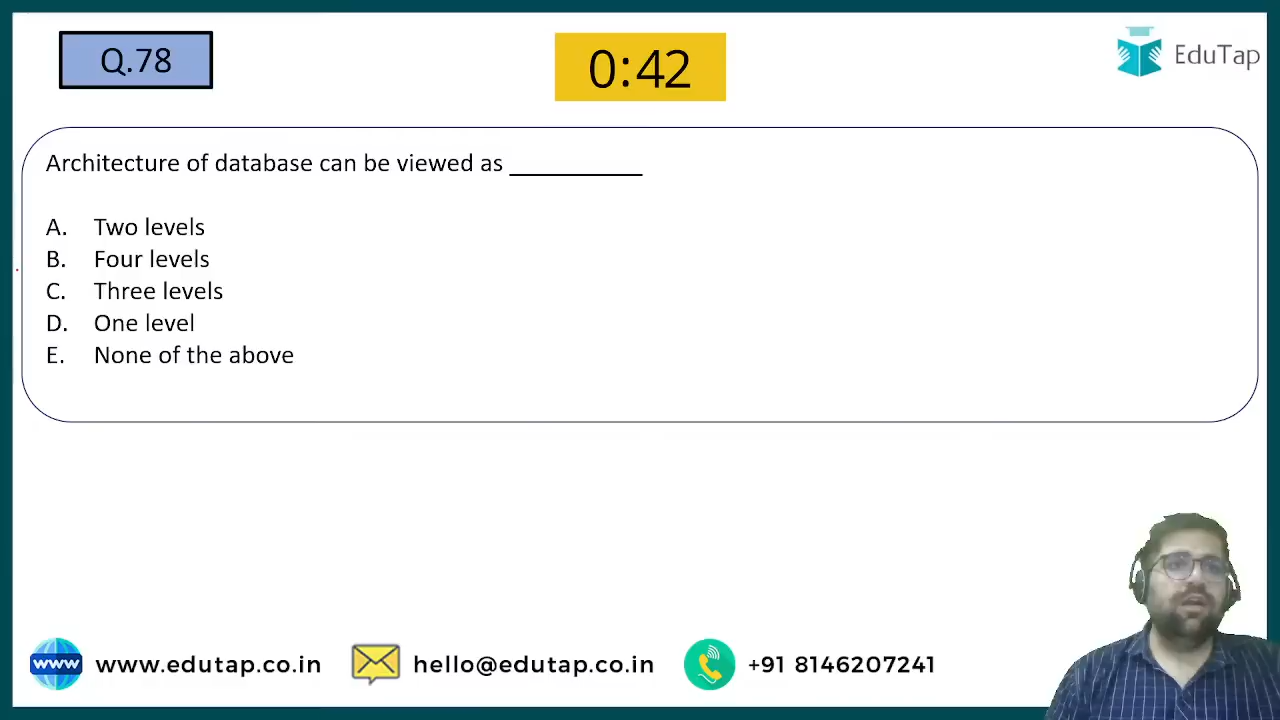 Q.78
0:42
EduTap
Architecture of database can be viewed as ___________
A. Two levels
B. Four levels
C. Three levels
D. One level
E. None of the above
www
www.edutap.co.in
hello@edutap.co.in
+91 8146207241